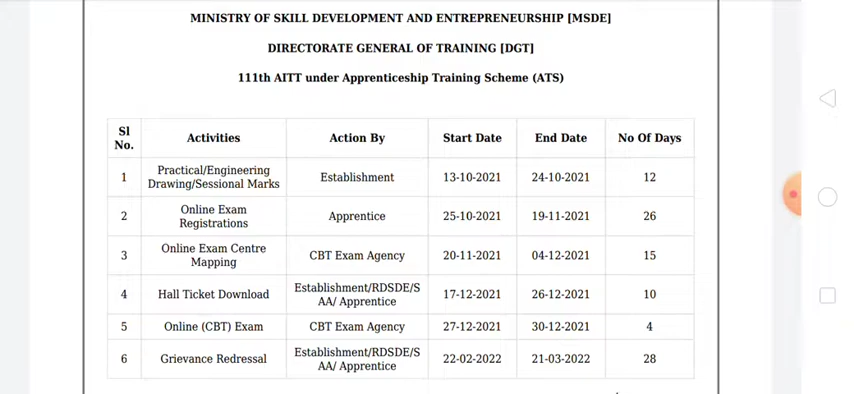 MINISTRY OF SKILL DEVELOPMENT AND ENTREPRENEURSHIP [MSDE]
DIRECTORATE GENERAL OF TRAINING [DGT]
111th AITT under Apprenticeship Training Scheme (ATS)
Sl No. Activities Action By Start Date End Date No Of Days
1 Practical/Engineering Drawing/Sessional Marks Establishment 13-10-2021 24-10-2021 12
2 Online Exam Registrations Apprentice 25-10-2021 19-11-2021 26
3 Online Exam Centre Mapping CBT Exam Agency 20-11-2021 04-12-2021 15
4 Hall Ticket Download Establishment/RDSDE/SAA/ Apprentice 17-12-2021 26-12-2021 10
5 Online (CBT) Exam CBT Exam Agency 27-12-2021 30-12-2021 4
6 Grievance Redressal Establishment/RDSDE/SAA/ Apprentice 22-02-2022 21-03-2022 28